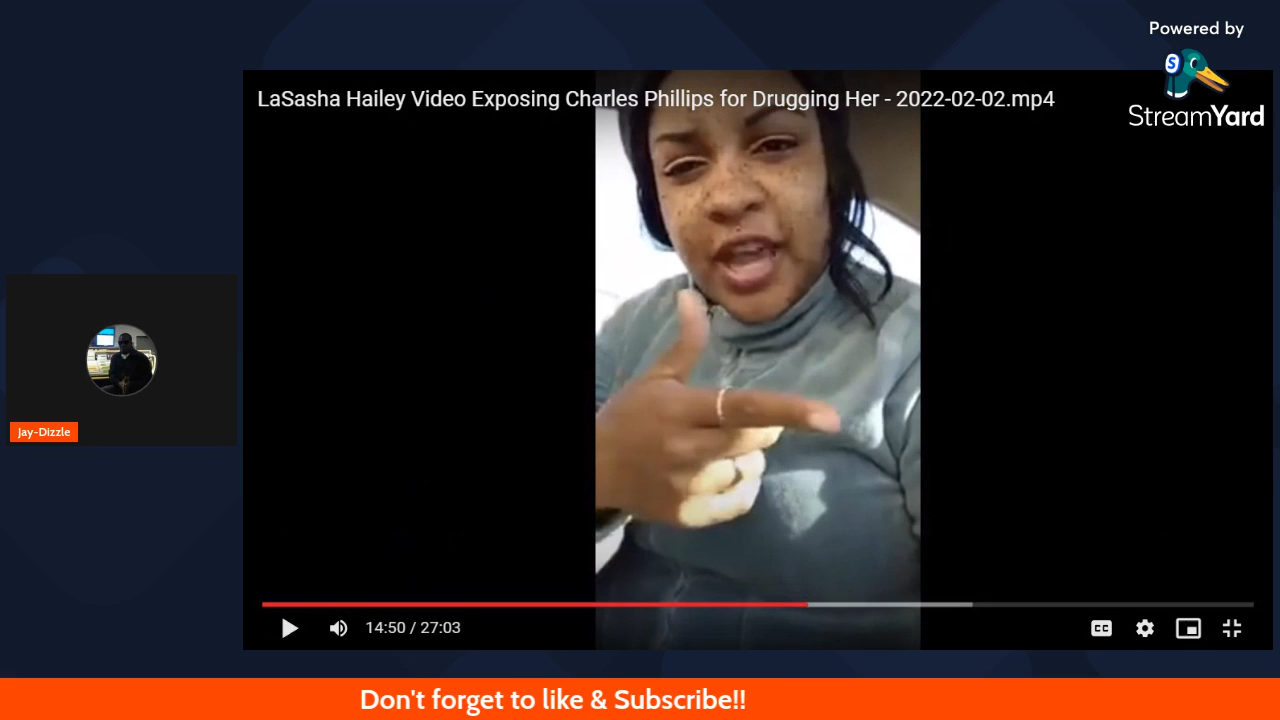 Powered by
S
StreamYard
LaSasha Hailey Video Exposing Charles Phillips for Drugging Her - 2022-02-02.mp4
Jay-Dizzle
14:50 / 27:03
CC
Don't forget to like & Subscribe!!